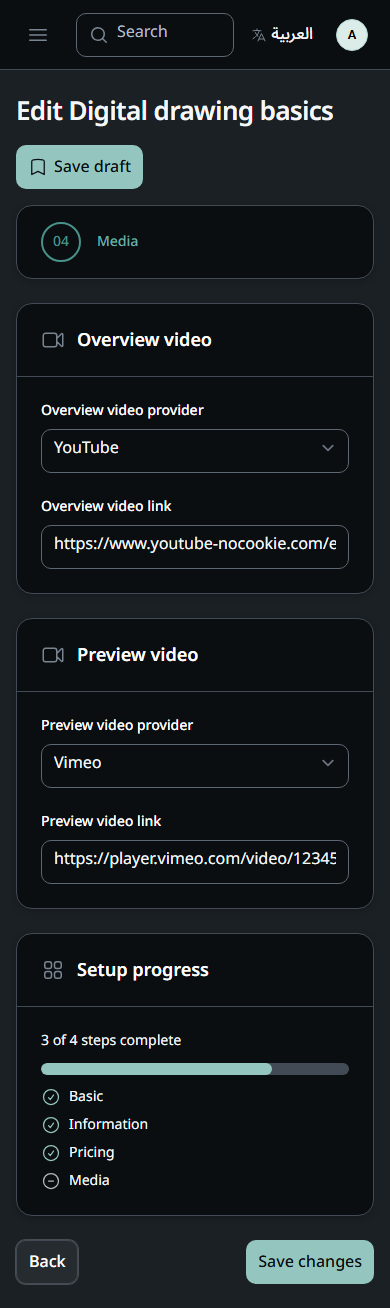 Search
العربية
A
Edit Digital drawing basics
Save draft
04
Media
Overview video
Overview video provider
YouTube
Overview video link
https://www.youtube-nocookie.com/e
Preview video
Preview video provider
Vimeo
Preview video link
https://player.vimeo.com/video/12345
Setup progress
3 of 4 steps complete
Basic
Information
Pricing
Media
Back
Save changes